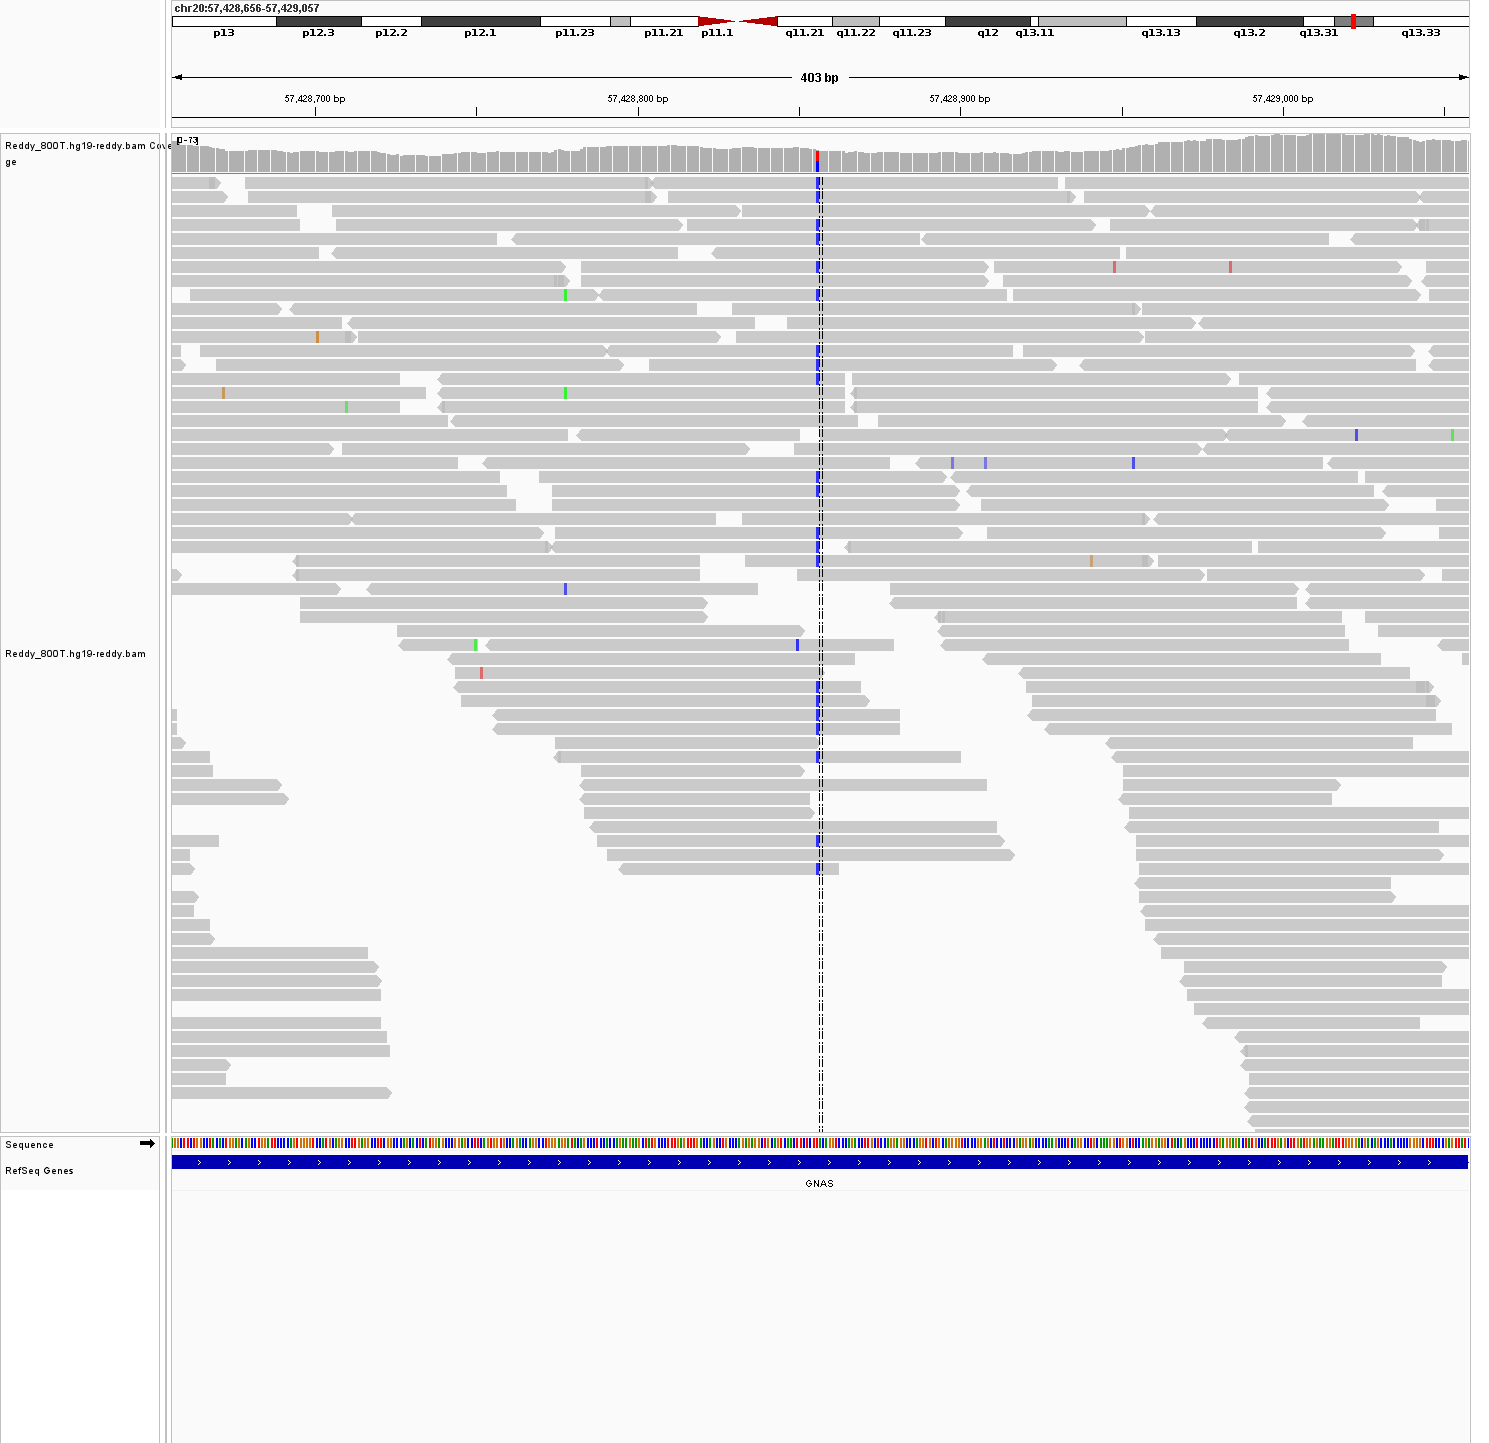 chr20:57,428,656-57,429,057
p13 p12.3 p12.2 p12.1 p11.23 p11.21 p11.1 q11.21 q11.22 q11.23 q12 q13.11 q13.13 q13.2 q13.31 q13.33
403 bp
57,428,700 bp 57,428,800 bp 57,428,900 bp 57,429,000 bp
Reddy_800T.hg19-reddy.bam Cove
ge
Reddy_800T.hg19-reddy.bam
Sequence
RefSeq Genes
GNAS